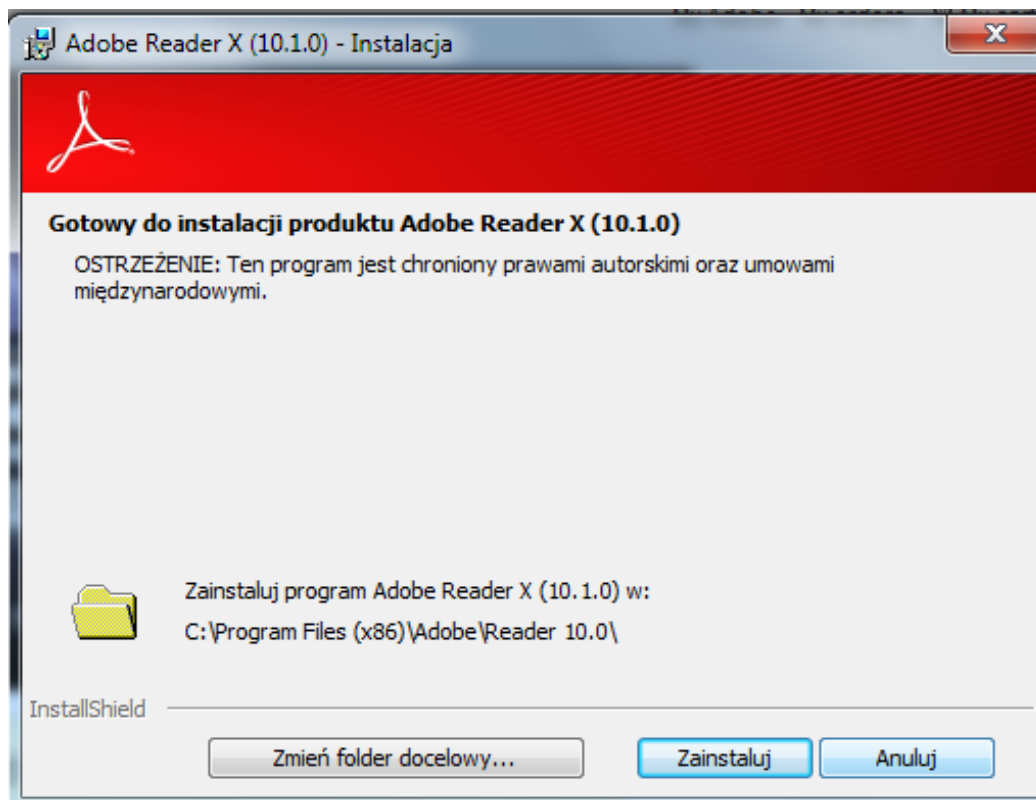 Adobe Reader X (10.1.0) - Instalacja
Gotowy do instalacji produktu Adobe Reader X (10.1.0)
OSTRZEŻENIE: Ten program jest chroniony prawami autorskimi oraz umowami
międzynarodowymi.
Zainstaluj program Adobe Reader X (10.1.0) w:
C:\Program Files (x86)\Adobe\Reader 10.0\
InstallShield
Zmień folder docelowy...
Zainstaluj
Anuluj